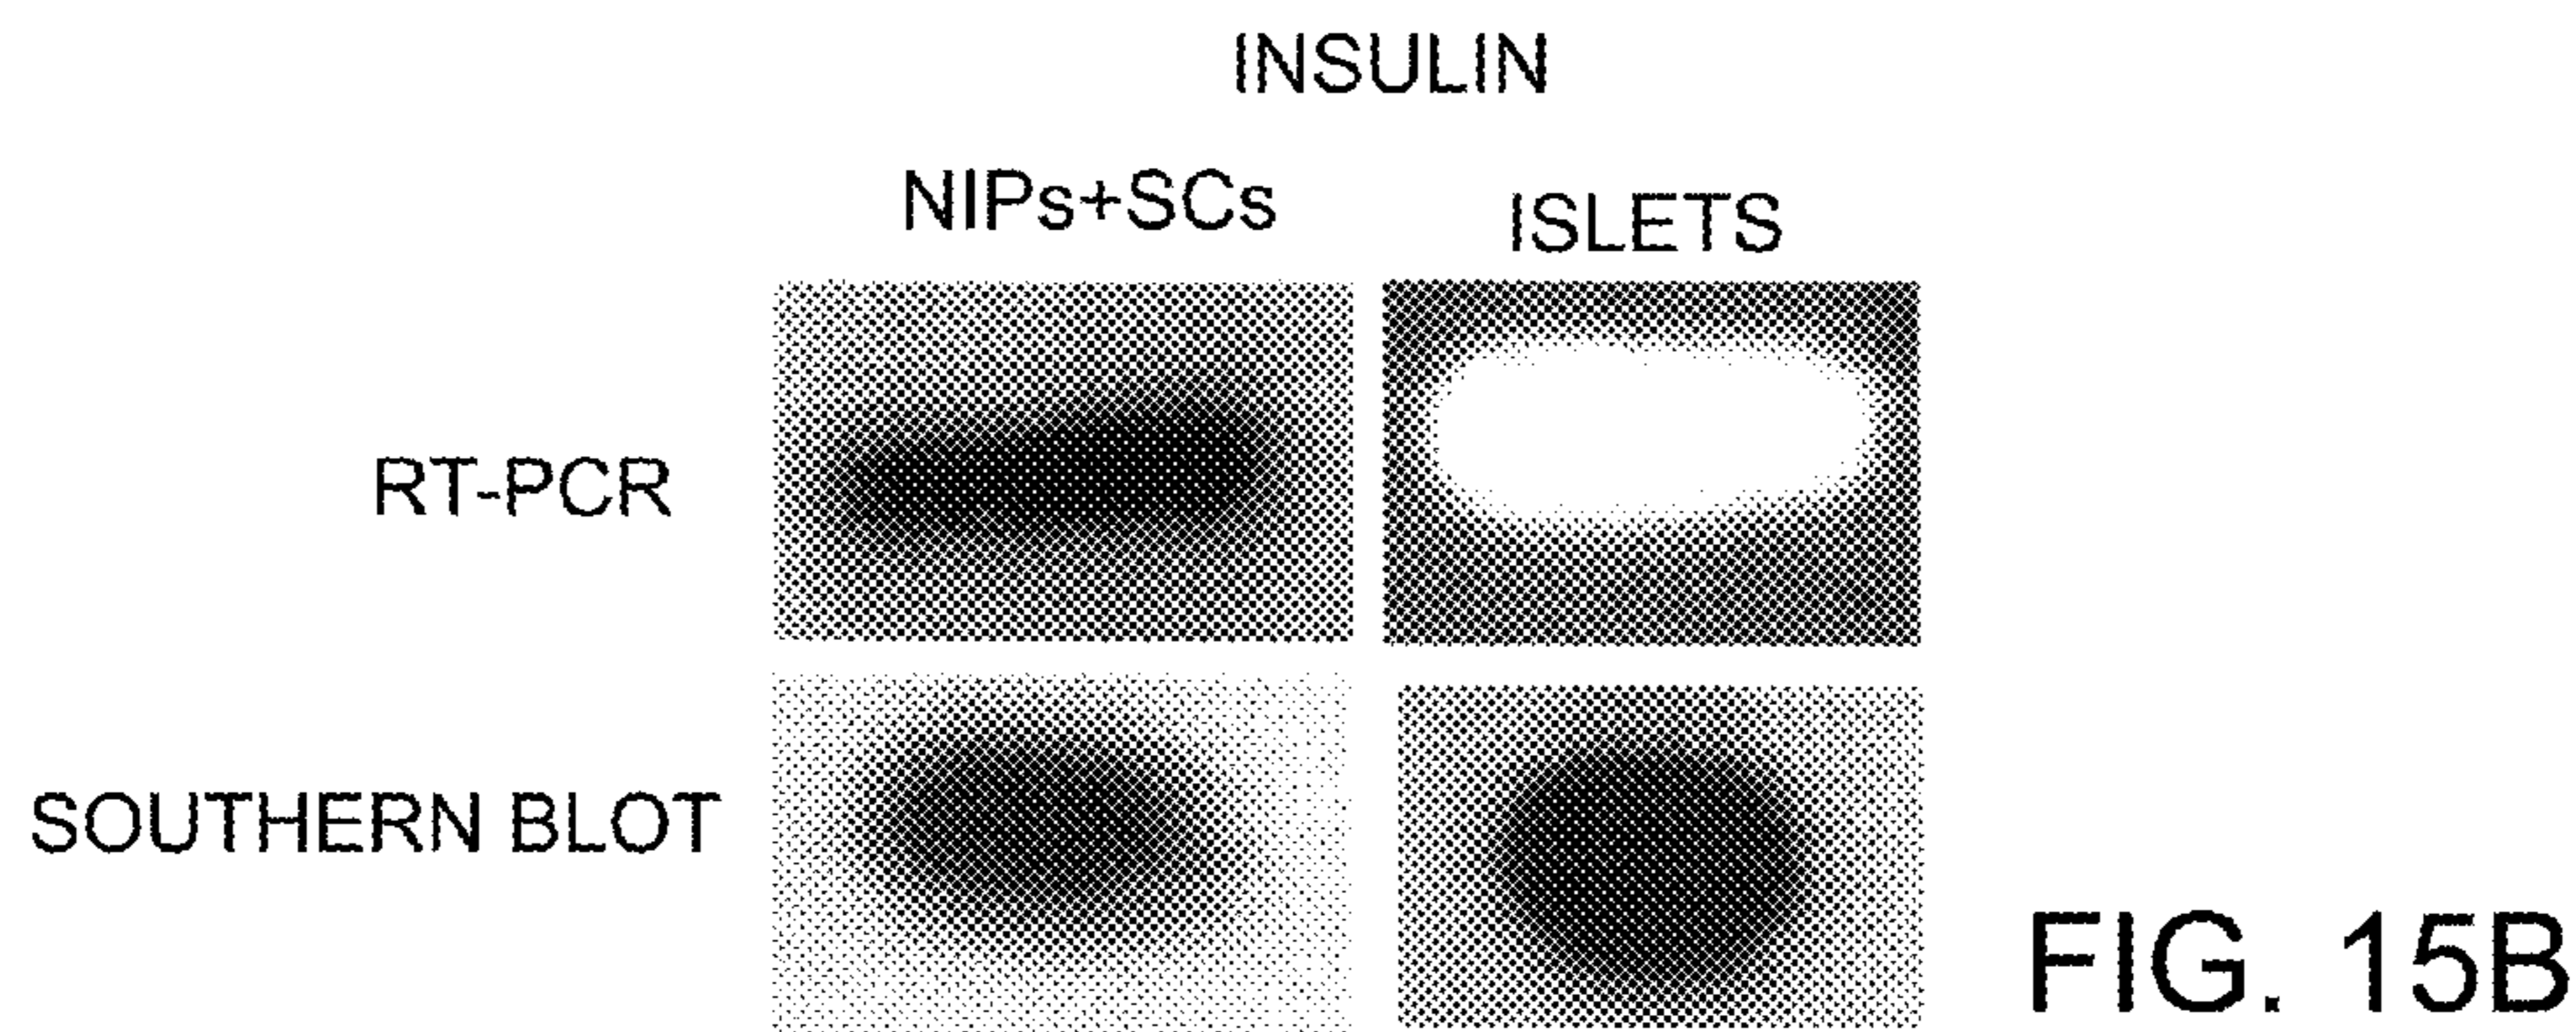 INSULIN
NIPs+SCs
ISLETS
RT-PCR
SOUTHERN BLOT
FIG. 15B